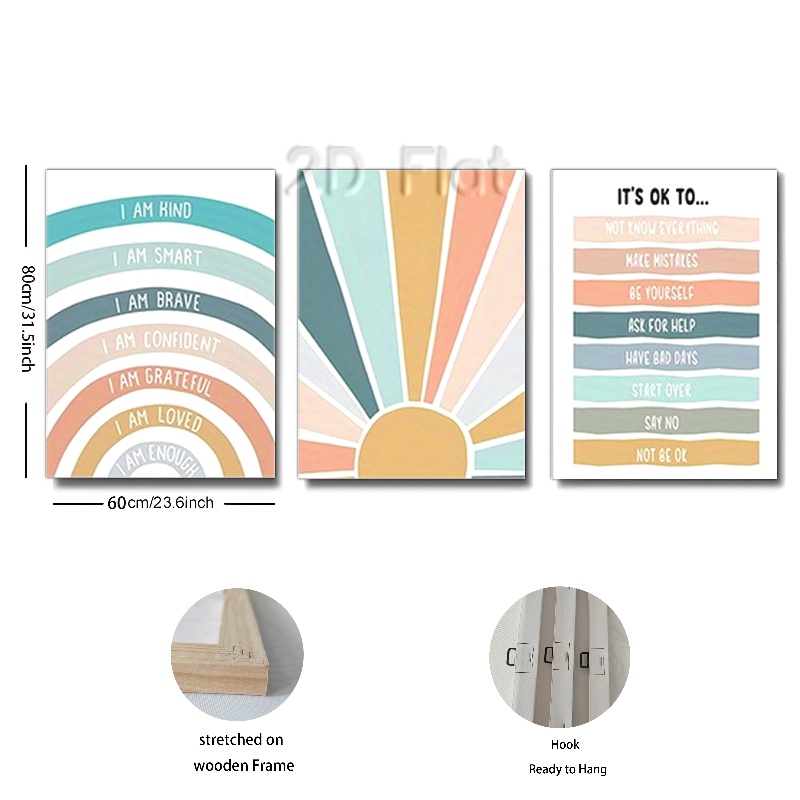 2D Flat
I AM KIND
I AM SMART
I AM BRAVE
I AM CONFIDENT
I AM GRATEFUL
I AM LOVED
I AM ENOUGH
IT'S OK TO...
NOT KNOW EVERYTHING
MAKE MISTAKES
BE YOURSELF
ASK FOR HELP
HAVE BAD DAYS
START OVER
SAY NO
NOT BE OK
80cm/31.5inch
60cm/23.6inch
stretched on
wooden Frame
Hook
Ready to Hang